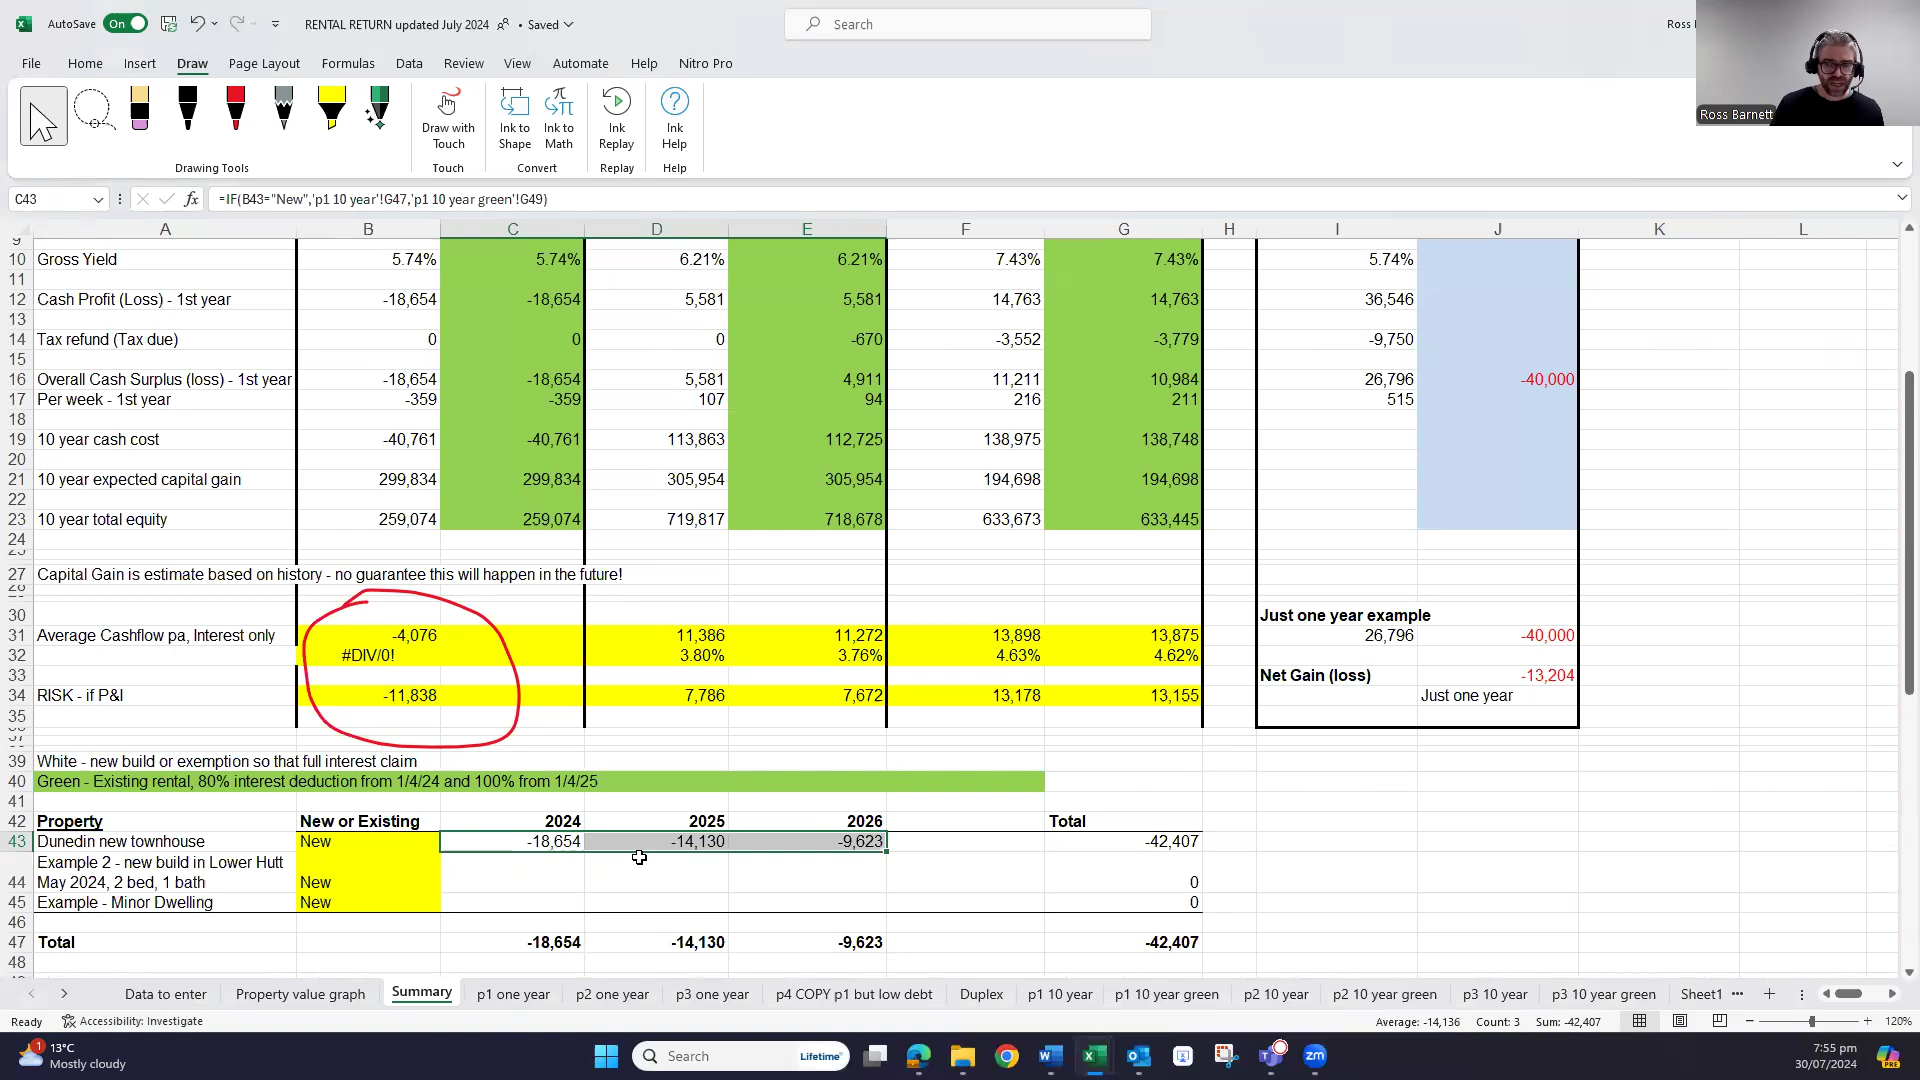 AutoSave On RENTAL RETURN updated July 2024 • Saved Search Ross
File Home Insert Draw Page Layout Formulas Data Review View Automate Help Nitro Pro
Draw with Touch Ink to Shape Ink to Math Ink Replay Ink Help
Drawing Tools Touch Convert Replay Help
Ross Barnett
C43 fx =IF(B43="New",'p1 10 year'!G47,'p1 10 year green'!G49)
A B C D E F G H I J K L
9
10 Gross Yield 5.74% 5.74% 6.21% 6.21% 7.43% 7.43% 5.74%
11
12 Cash Profit (Loss) - 1st year -18,654 -18,654 5,581 5,581 14,763 14,763 36,546
13
14 Tax refund (Tax due) 0 0 0 -670 -3,552 -3,779 -9,750
15
16 Overall Cash Surplus (loss) - 1st year -18,654 -18,654 5,581 4,911 11,211 10,984 26,796 -40,000
17 Per week - 1st year -359 -359 107 94 216 211 515
18
19 10 year cash cost -40,761 -40,761 113,863 112,725 138,975 138,748
20
21 10 year expected capital gain 299,834 299,834 305,954 305,954 194,698 194,698
22
23 10 year total equity 259,074 259,074 719,817 718,678 633,673 633,445
24
25
27 Capital Gain is estimate based on history - no guarantee this will happen in the future!
28
30 Just one year example
31 Average Cashflow pa, Interest only -4,076 11,386 11,272 13,898 13,875 26,796 -40,000
32 #DIV/0! 3.80% 3.76% 4.63% 4.62%
33 Net Gain (loss) -13,204
34 RISK - if P&I -11,838 7,786 7,672 13,178 13,155 Just one year
35
37
39 White - new build or exemption so that full interest claim
40 Green - Existing rental, 80% interest deduction from 1/4/24 and 100% from 1/4/25
41
42 Property New or Existing 2024 2025 2026 Total
43 Dunedin new townhouse New -18,654 -14,130 -9,623 -42,407
Example 2 - new build in Lower Hutt
44 May 2024, 2 bed, 1 bath New 0
45 Example - Minor Dwelling New 0
46
47 Total -18,654 -14,130 -9,623 -42,407
48
Data to enter Property value graph Summary p1 one year p2 one year p3 one year p4 COPY p1 but low debt Duplex p1 10 year p1 10 year green p2 10 year p2 10 year green p3 10 year p3 10 year green Sheet1
Ready Accessibility: Investigate Average: -14,136 Count: 3 Sum: -42,407 120%
1 13°C Search Lifetime 7:55 pm
Mostly cloudy 30/07/2024